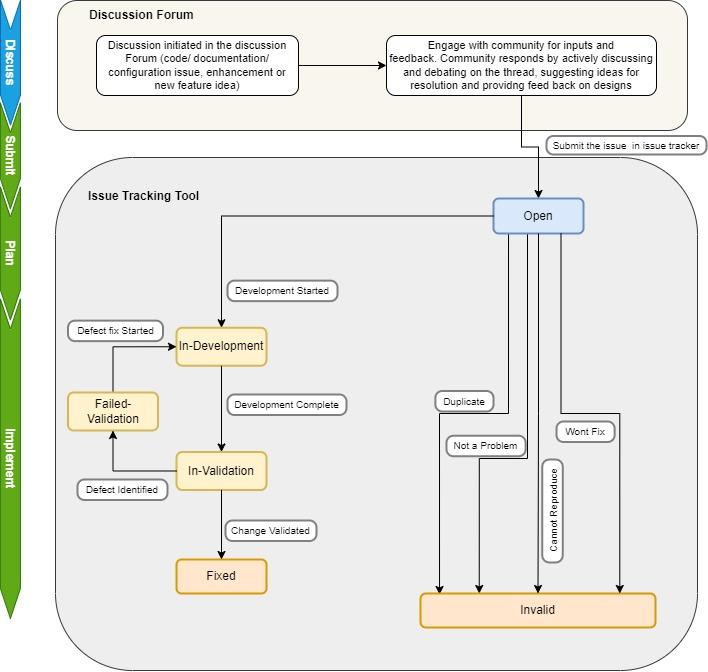 Discuss
Submit
Plan
Implement
Discussion Forum
Discussion initiated in the discussion
Forum (code/ documentation/
configuration issue, enhancement or
new feature idea)
Engage with community for inputs and
feedback. Community responds by actively discussing
and debating on the thread, suggesting ideas for
resolution and providng feed back on designs
Submit the issue in issue tracker
Issue Tracking Tool
Open
Development Started
Defect fix Started
In-Development
Failed-
Validation
Development Complete
Duplicate
Not a Problem
Wont Fix
In-Validation
Defect Identified
Cannot Reproduce
Change Validated
Fixed
Invalid